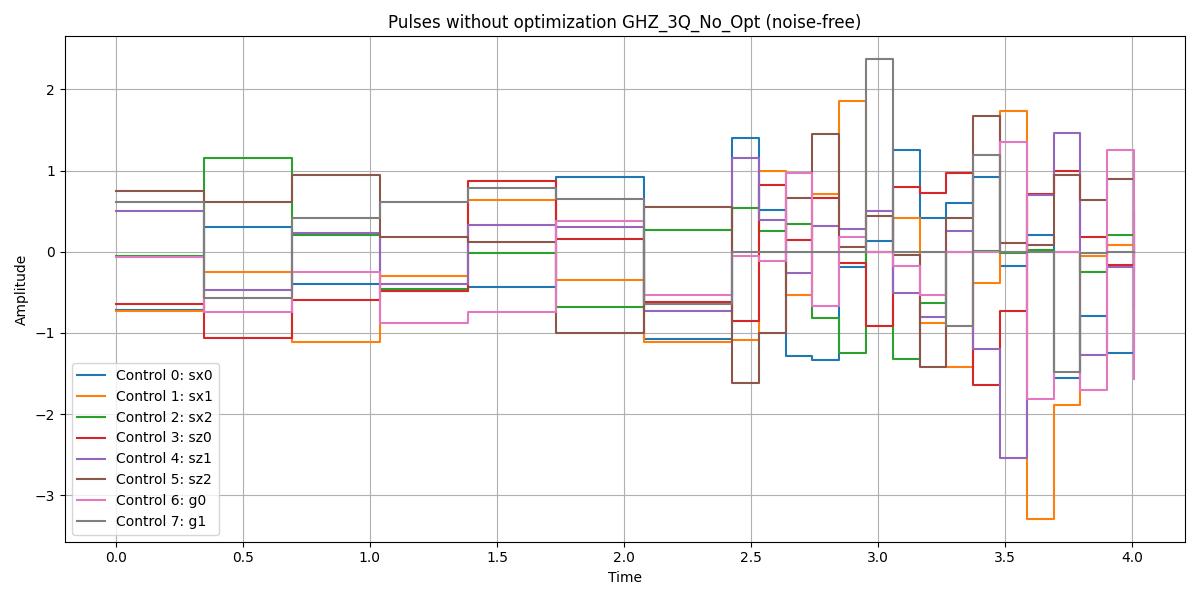 Pulses without optimization GHZ_3Q_No_Opt (noise-free)
Amplitude
2
1
0
−1
−2
−3
Control 0: sx0
Control 1: sx1
Control 2: sx2
Control 3: sz0
Control 4: sz1
Control 5: sz2
Control 6: g0
Control 7: g1
0.0 0.5 1.0 1.5 2.0 2.5 3.0 3.5 4.0
Time